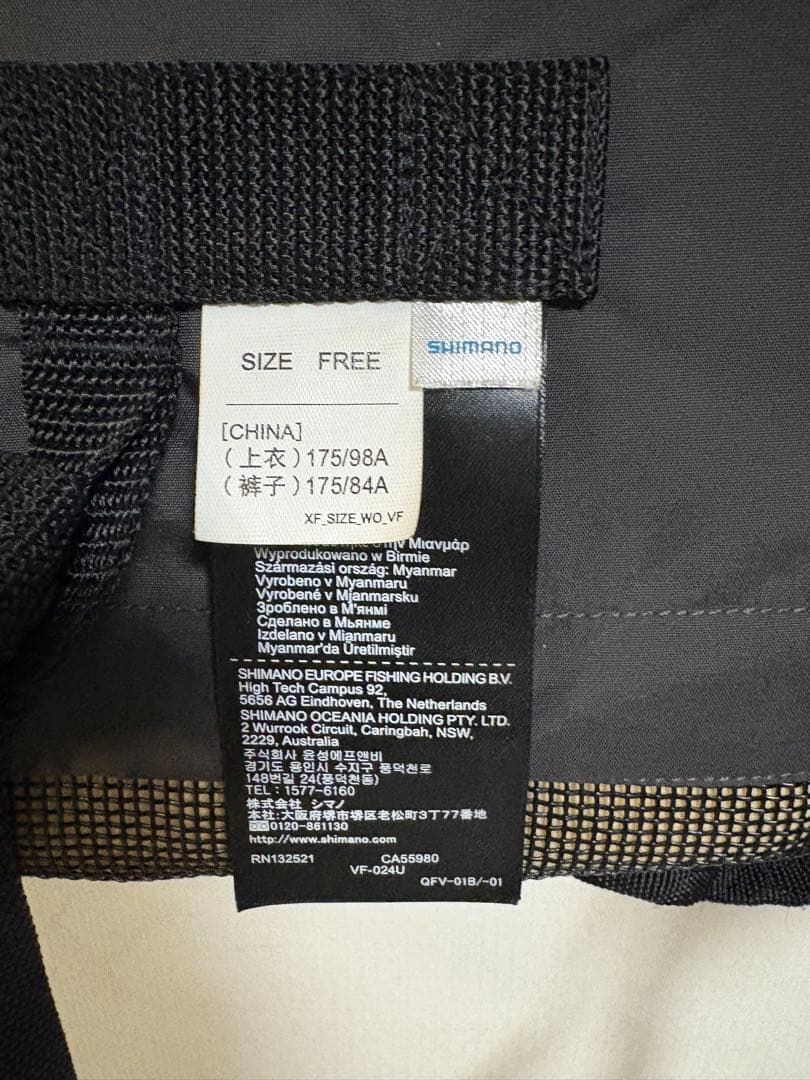 SIZE FREE
SHIMANO
[CHINA]
(上衣)175/98A
(裤子)175/84A
XF_SIZE_WO_VF
στην Μιανμάρ
Wyprodukowano w Birmie
Származási ország: Myanmar
Vyrobeno v Myanmaru
Vyrobené v Mjanmarsku
Зроблено в М'янмі
Сделано в Мьянме
Izdelano v Mianmaru
Myanmar'da Üretilmiştir
SHIMANO EUROPE FISHING HOLDING B.V.
High Tech Campus 92,
5656 AG Eindhoven, The Netherlands
SHIMANO OCEANIA HOLDING PTY. LTD.
2 Wurrook Circuit, Caringbah, NSW,
2229, Australia
주식회사 윤성에프앤비
경기도 용인시 수지구 풍덕천로
148번길 24(풍덕천동)
TEL : 1577-6160
株式会社 シマノ
本社:大阪府堺市堺区老松町3丁77番地
0120-861130
http://www.shimano.com
RN132521 CA55980
VF-024U
QFV-01B/-01